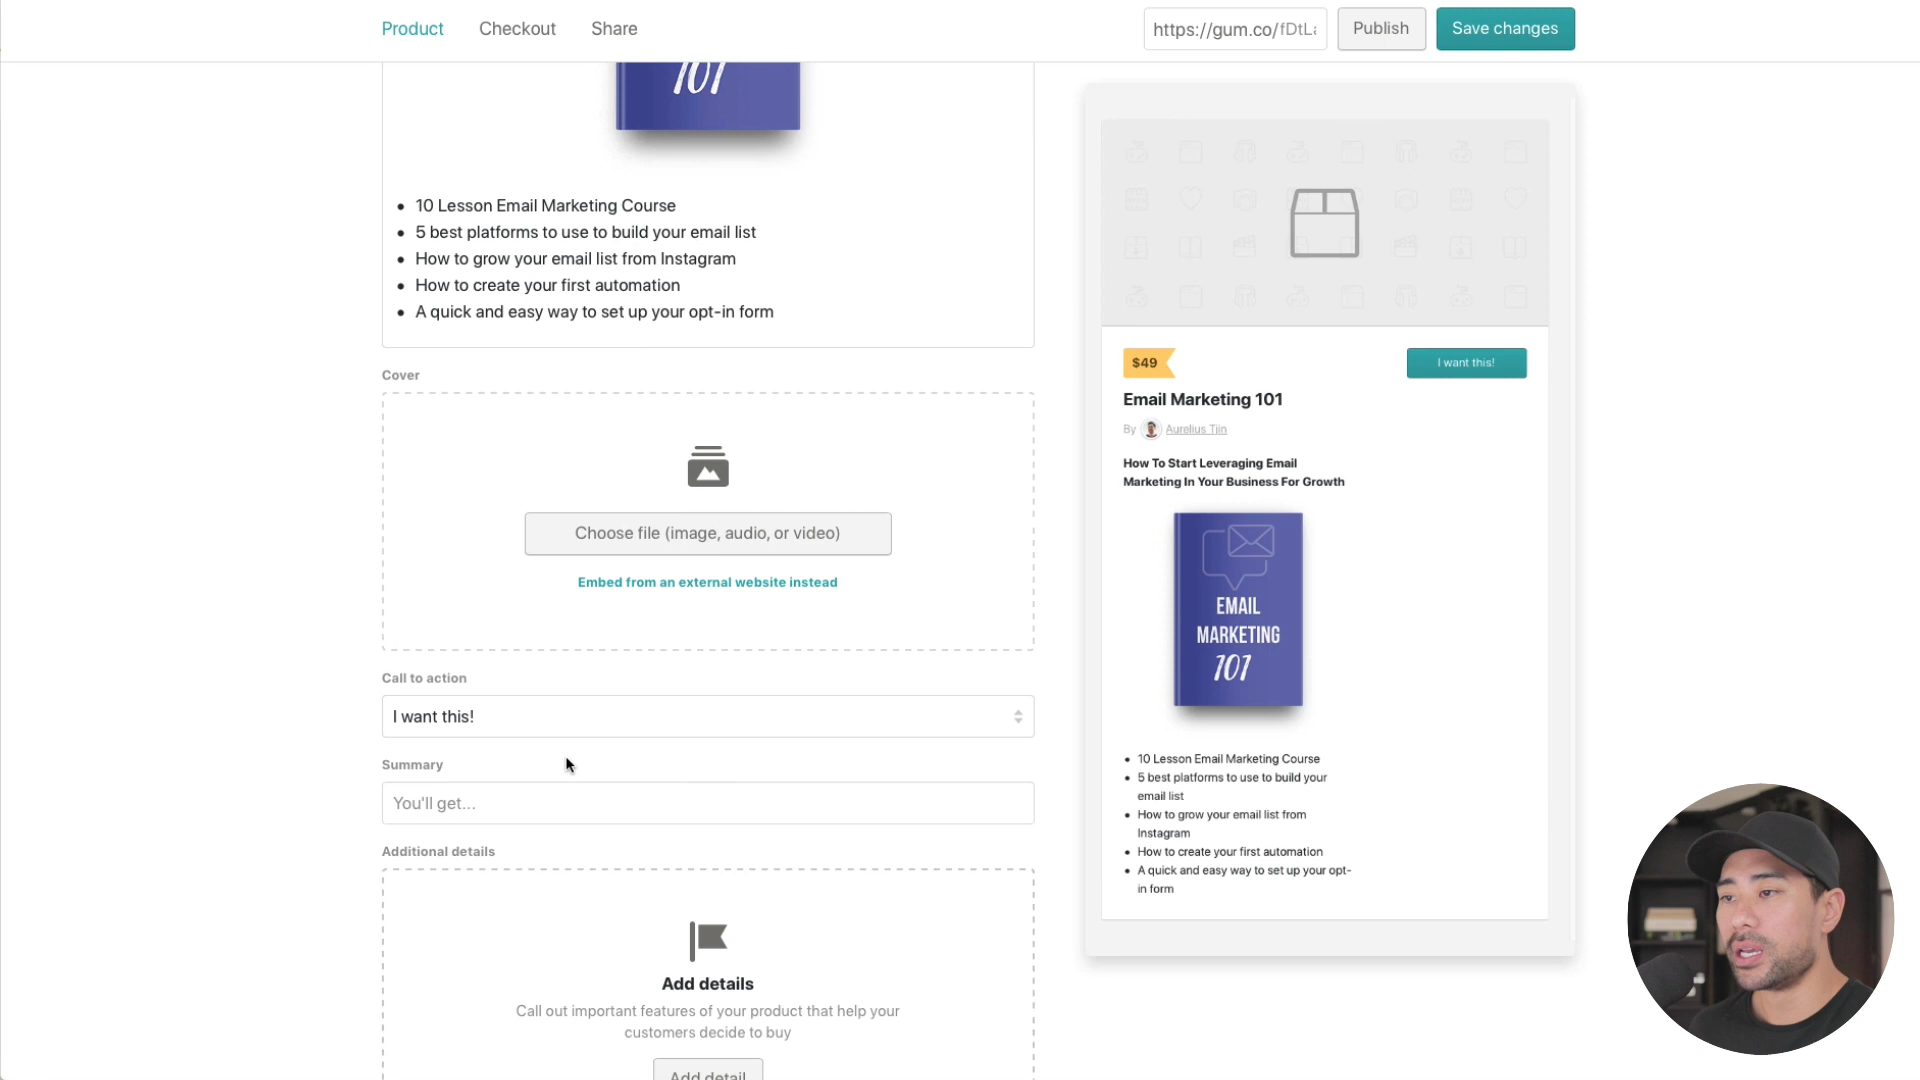 Product
Checkout
Share
https://gum.co/fDtL
Publish
Save changes
101
10 Lesson Email Marketing Course
5 best platforms to use to build your email list
How to grow your email list from Instagram
How to create your first automation
A quick and easy way to set up your opt-in form
Cover
Choose file (image, audio, or video)
Embed from an external website instead
Call to action
I want this!
Summary
You'll get...
Additional details
Add details
Call out important features of your product that help your
customers decide to buy
Add detail
$49
I want this!
Email Marketing 101
By Aurelius Tjin
How To Start Leveraging Email
Marketing In Your Business For Growth
EMAIL
MARKETING
101
10 Lesson Email Marketing Course
5 best platforms to use to build your
email list
How to grow your email list from
Instagram
How to create your first automation
A quick and easy way to set up your opt-
in form